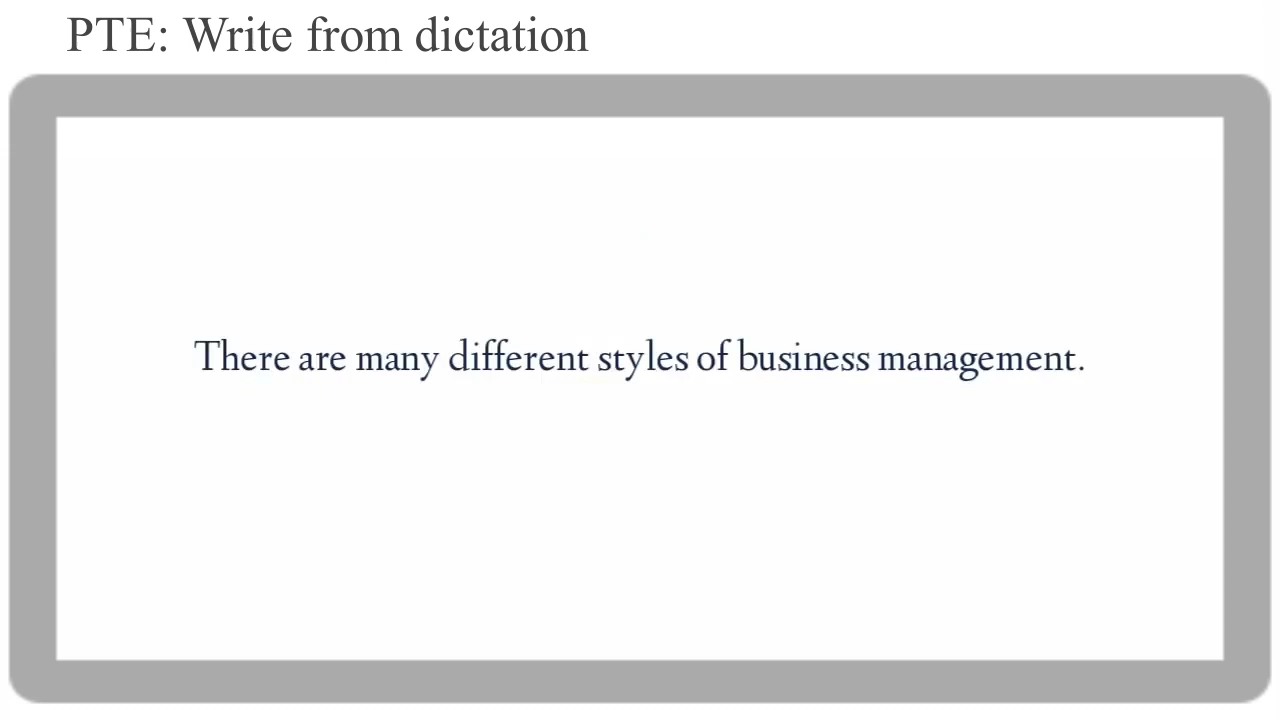 PTE: Write from dictation
There are many different styles of business management.